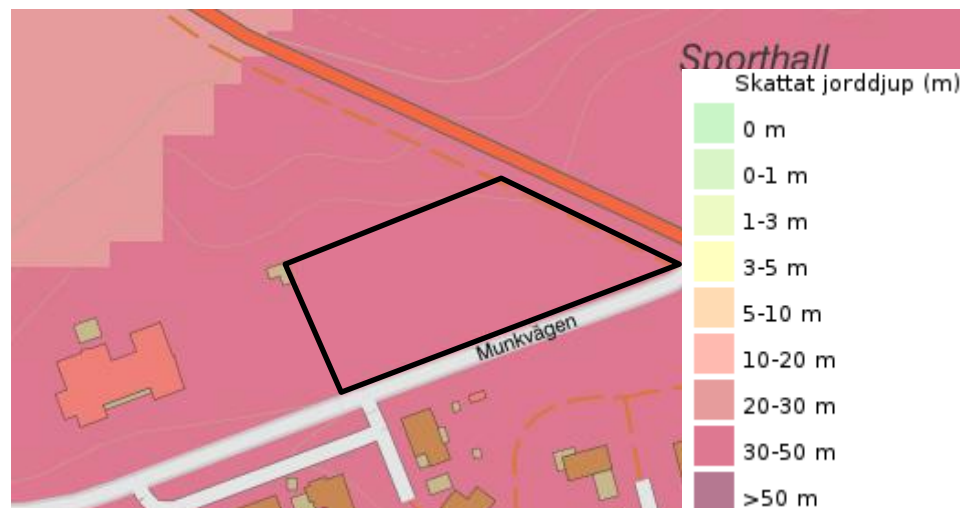 Sporthall
Skattat jorddjup (m)
0 m
0-1 m
1-3 m
3-5 m
5-10 m
10-20 m
20-30 m
30-50 m
>50 m
Munkvägen